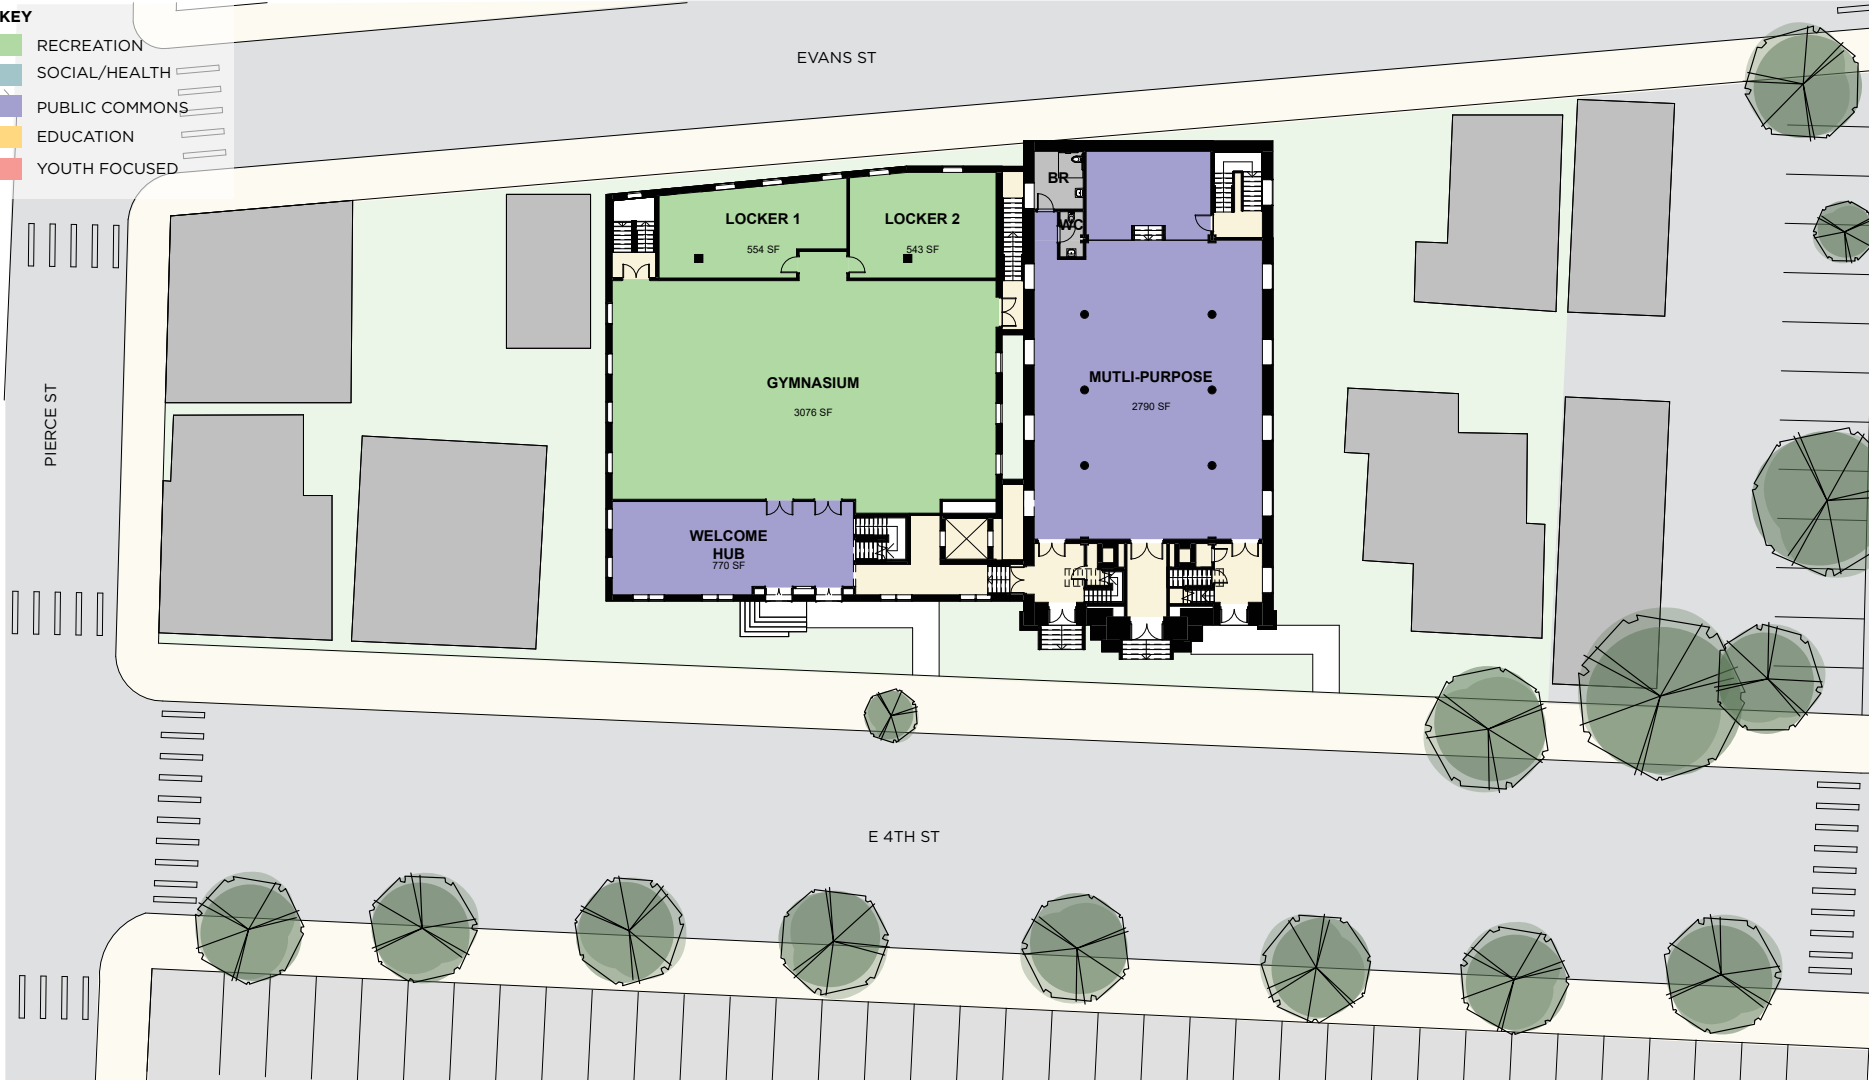 KEY
RECREATION
SOCIAL/HEALTH
PUBLIC COMMONS
EDUCATION
YOUTH FOCUSED
EVANS ST
PIERCE ST
LOCKER 1
554 SF
LOCKER 2
543 SF
BR
WC
GYMNASIUM
3076 SF
MUTLI-PURPOSE
2790 SF
WELCOME
HUB
770 SF
E 4TH ST